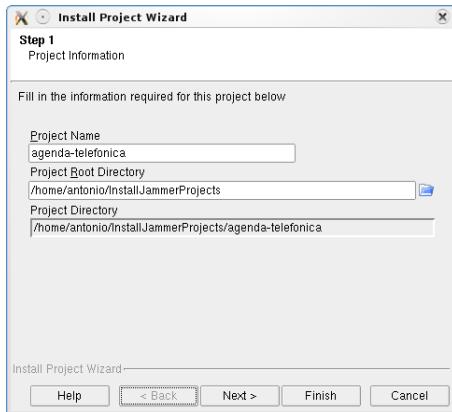 Install Project Wizard
Step 1
Project Information
Fill in the information required for this project below
Project Name
agenda-telefonica
Project Root Directory
/home/antonio/InstallJammerProjects
Project Directory
/home/antonio/InstallJammerProjects/agenda-telefonica
Install Project Wizard
Help
< Back
Next >
Finish
Cancel